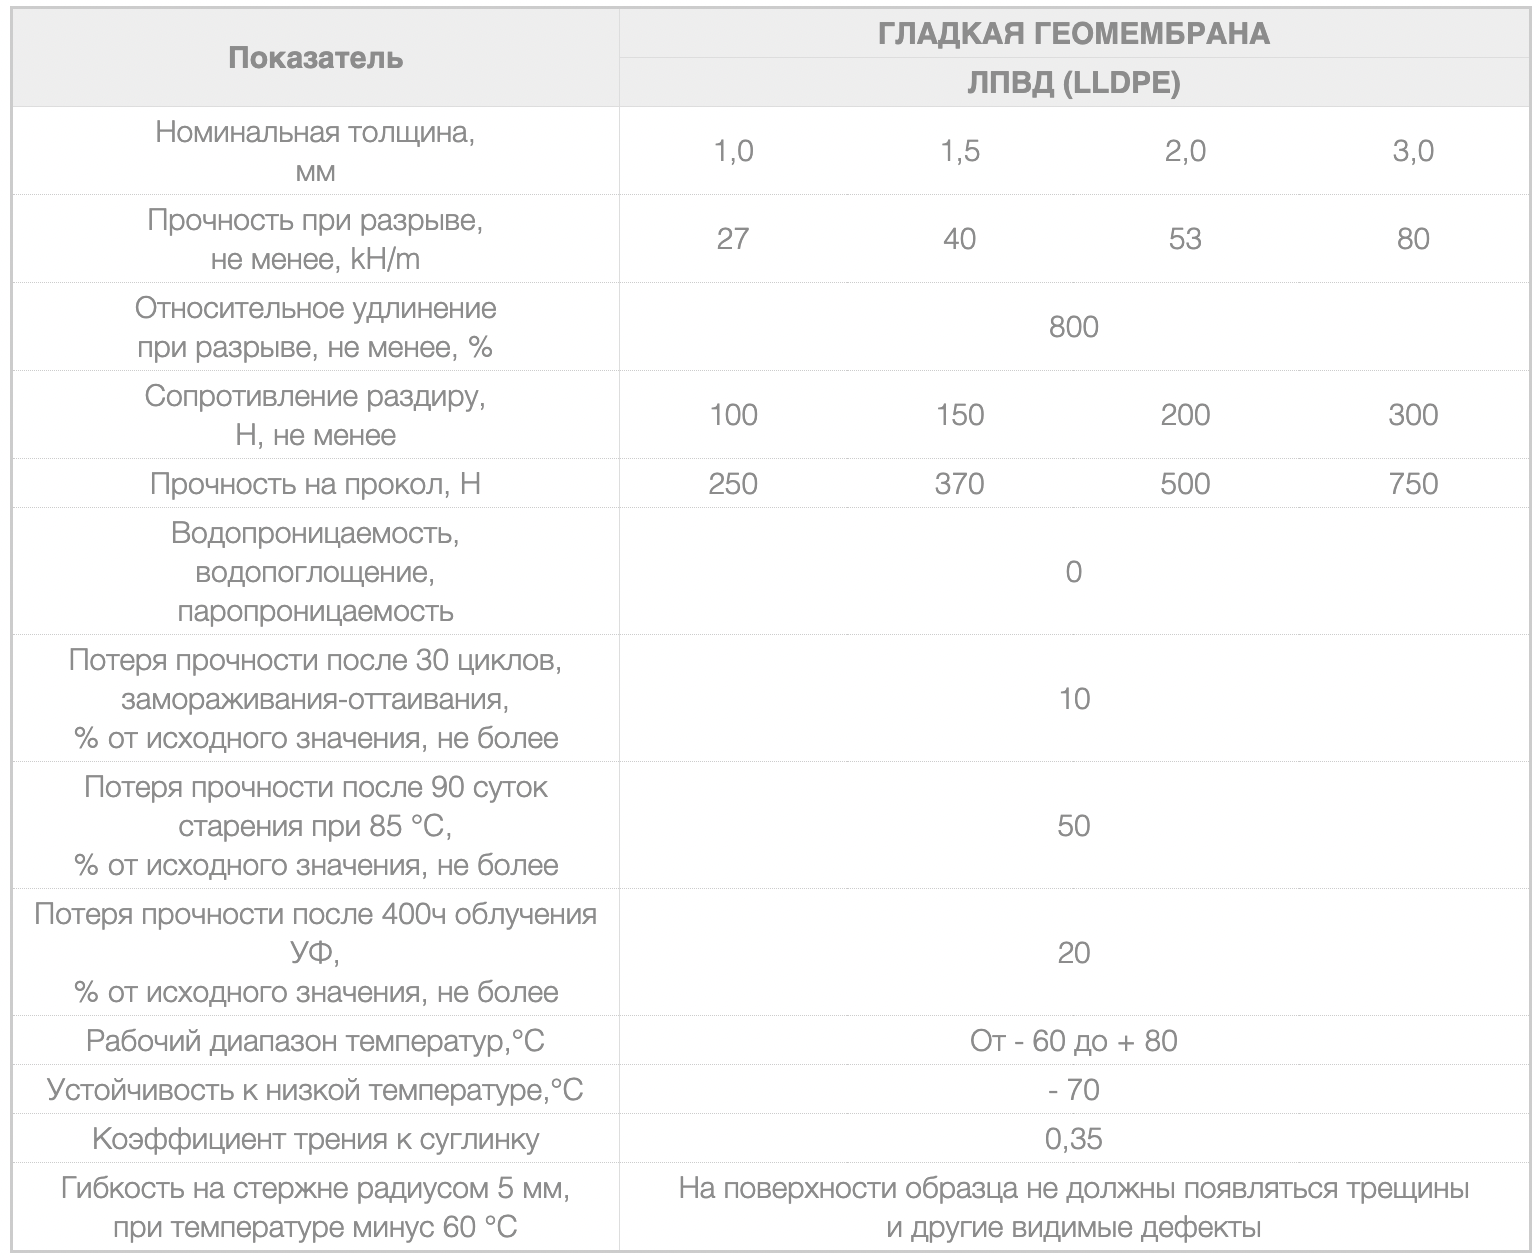 Показатель
ГЛАДКАЯ ГЕОМЕМБРАНА
ЛПВД (LLDPE)
Номинальная толщина,
мм
1,0 1,5 2,0 3,0
Прочность при разрыве,
не менее, kH/m
27 40 53 80
Относительное удлинение
при разрыве, не менее, %
800
Сопротивление раздиру,
Н, не менее
100 150 200 300
Прочность на прокол, Н
250 370 500 750
Водопроницаемость,
водопоглощение,
паропроницаемость
0
Потеря прочности после 30 циклов,
замораживания-оттаивания,
% от исходного значения, не более
10
Потеря прочности после 90 суток
старения при 85 °С,
% от исходного значения, не более
50
Потеря прочности после 400ч облучения
УФ,
% от исходного значения, не более
20
Рабочий диапазон температур,°С
От - 60 до + 80
Устойчивость к низкой температуре,°С
- 70
Коэффициент трения к суглинку
0,35
Гибкость на стержне радиусом 5 мм,
при температуре минус 60 °С
На поверхности образца не должны появляться трещины
и другие видимые дефекты